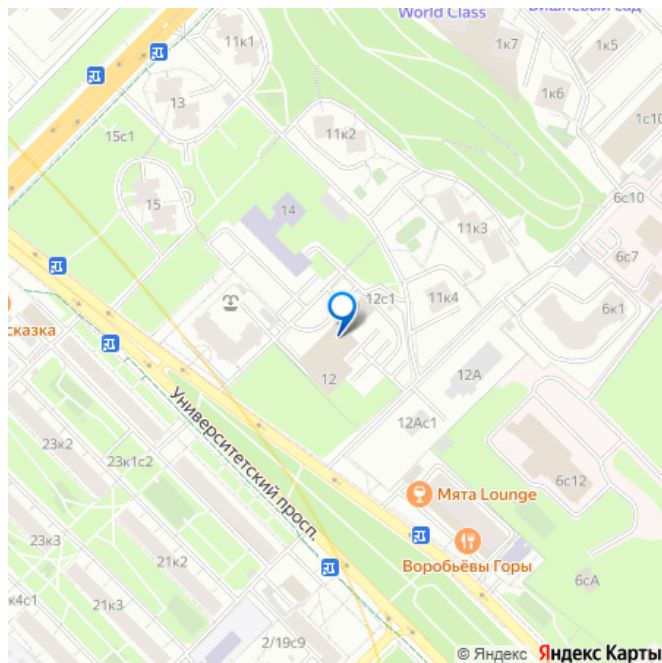 World Class
Вишнёвый сад
11к1
1к7
1к5
1к6
13
1с10
15с1
11к2
6с10
15
14
11к3
6с7
12с1
11к4
6к1
сказка
12
12А
Университетский просп.
12Ас1
23к2
23к1с2
6с12
Мята Lounge
23к3
21к2
Воробьёвы Горы
6сА
к4с1
21к3
2/19с9
© Яндекс Яндекс Карты